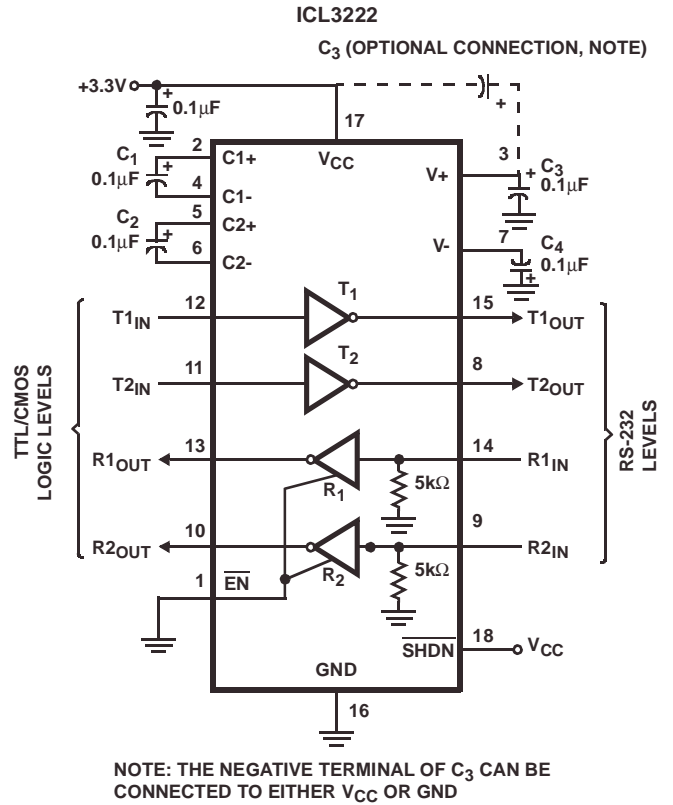 ICL3222
C3 (OPTIONAL CONNECTION, NOTE)
+3.3V
+
0.1μF
+
17
2
C1
+
C1+
VCC
3
0.1μF
4
C1-
V+
+
C3
0.1μF
C2
5
C2+
0.1μF
+
6
C2-
V-
7
C4
0.1μF
+
T1IN
12
T1
15
T1OUT
T2IN
11
T2
8
T2OUT
TTL/CMOS
LOGIC LEVELS
RS-232
LEVELS
R1OUT
13
R1
14
R1IN
5kΩ
R2OUT
10
R2
9
R2IN
5kΩ
1
EN
SHDN
18
VCC
GND
16
NOTE: THE NEGATIVE TERMINAL OF C3 CAN BE
CONNECTED TO EITHER VCC OR GND